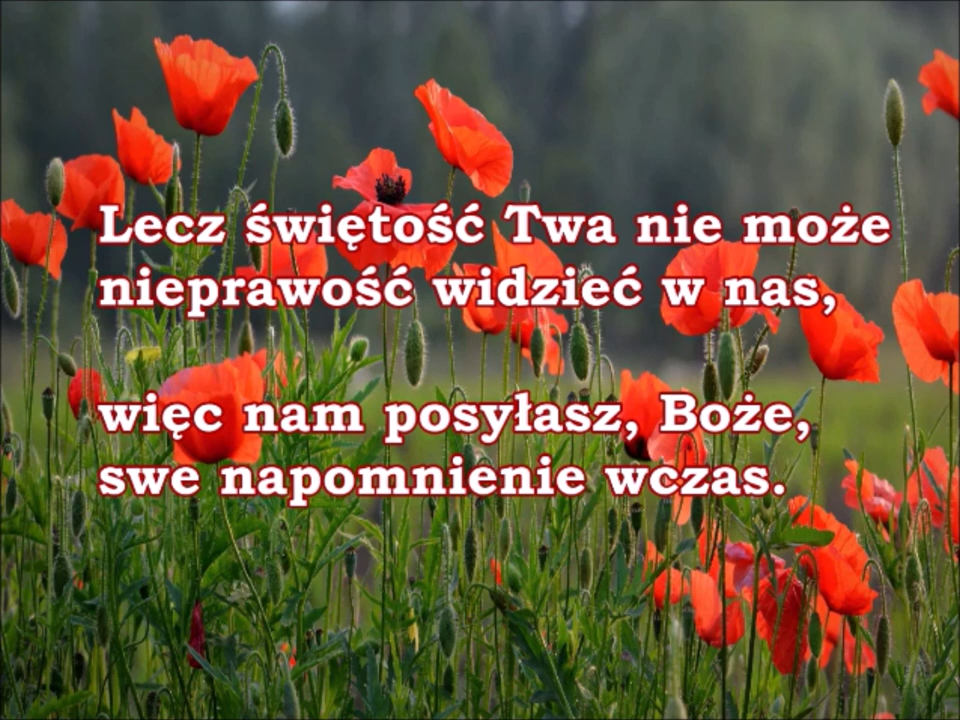 Lecz świętość Twa nie może
nieprawość widzieć w nas,
więc nam posyłasz, Boże,
swe napomnienie wczas.